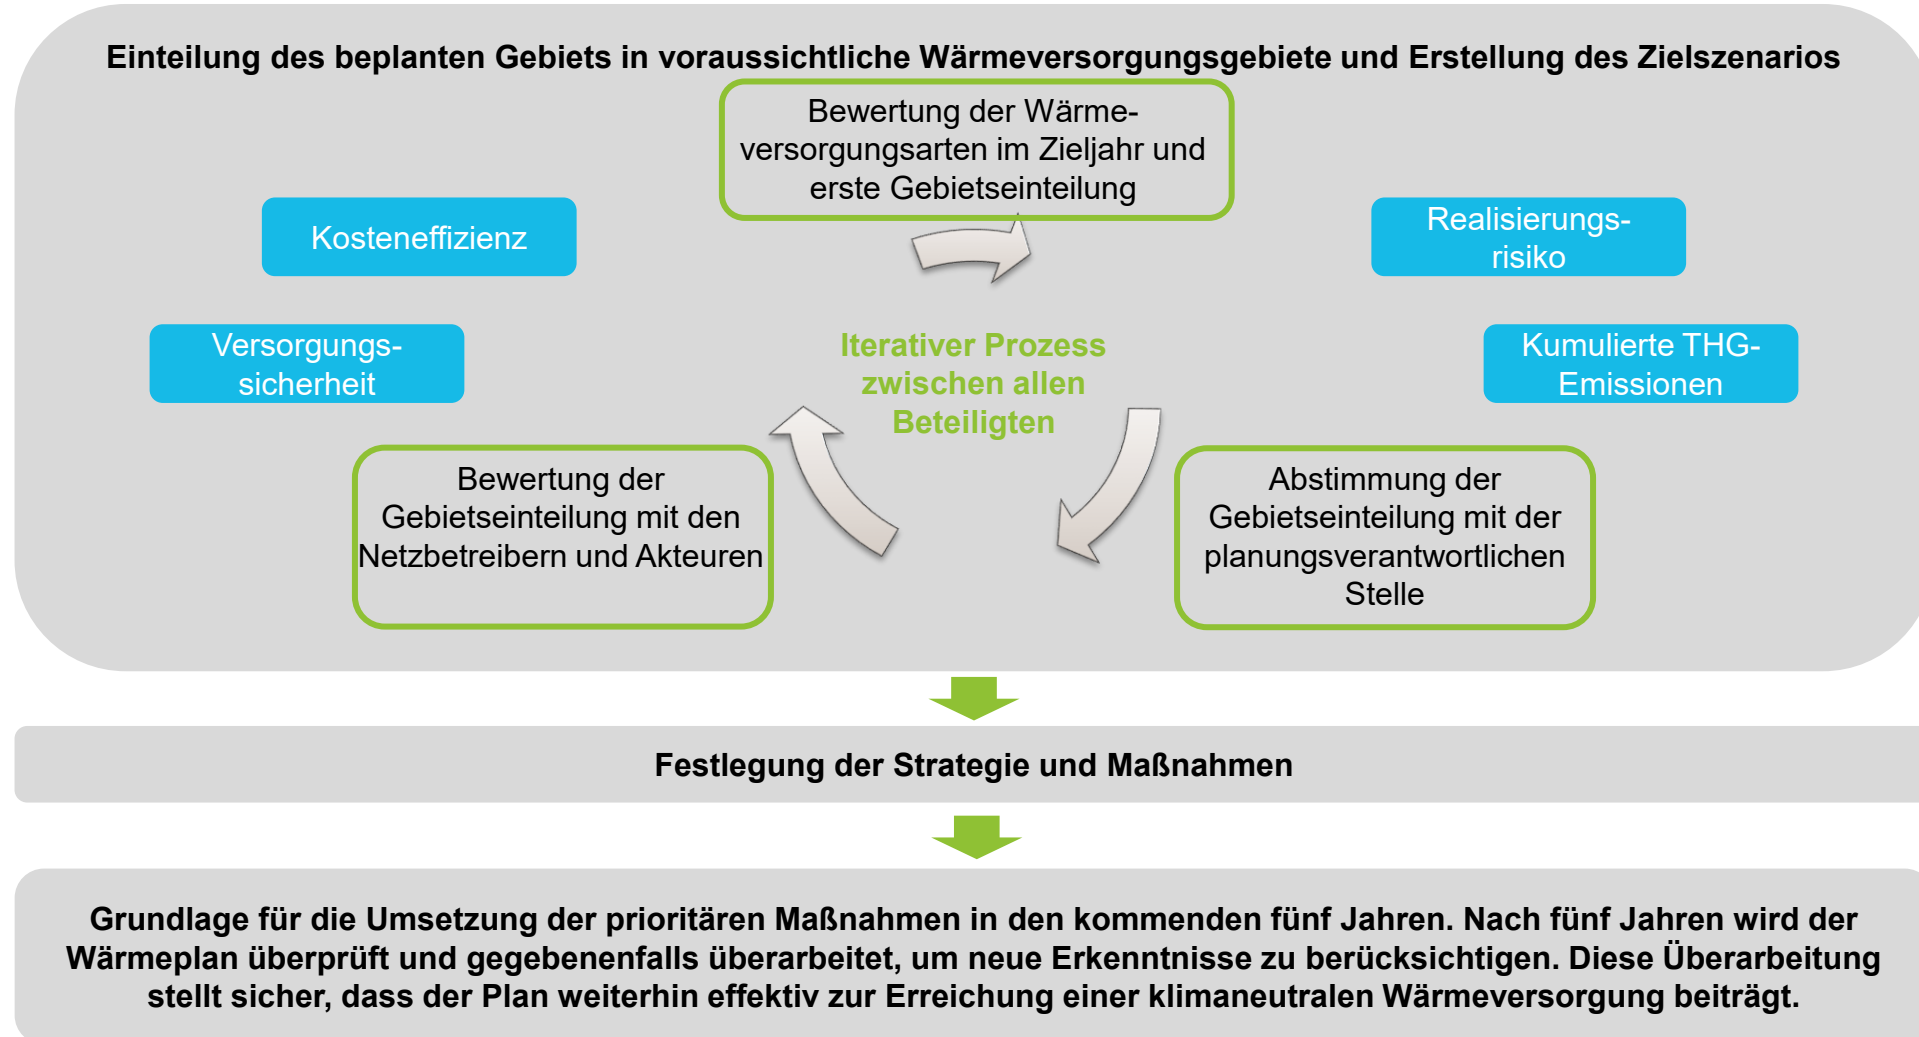 Einteilung des beplanten Gebiets in voraussichtliche Wärmeversorgungsgebiete und Erstellung des Zielszenarios
Bewertung der Wärme-
versorgungsarten im Zieljahr und
erste Gebietseinteilung
Kosteneffizienz
Realisierungs-
risiko
Versorgungs-
sicherheit
Iterativer Prozess
zwischen allen
Beteiligten
Kumulierte THG-
Emissionen
Bewertung der
Gebietseinteilung mit den
Netzbetreibern und Akteuren
Abstimmung der
Gebietseinteilung mit der
planungsverantwortlichen
Stelle
Festlegung der Strategie und Maßnahmen
Grundlage für die Umsetzung der prioritären Maßnahmen in den kommenden fünf Jahren. Nach fünf Jahren wird der
Wärmeplan überprüft und gegebenenfalls überarbeitet, um neue Erkenntnisse zu berücksichtigen. Diese Überarbeitung
stellt sicher, dass der Plan weiterhin effektiv zur Erreichung einer klimaneutralen Wärmeversorgung beiträgt.